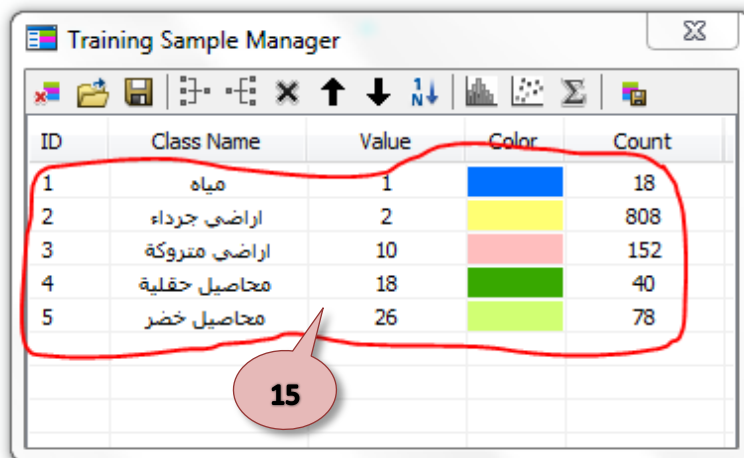 Training Sample Manager
ID Class Name Value Color Count
1 مياه 1 18
2 اراضي جرداء 2 808
3 اراضي متروكة 10 152
4 محاصيل حقلية 18 40
5 محاصيل خضر 26 78
15